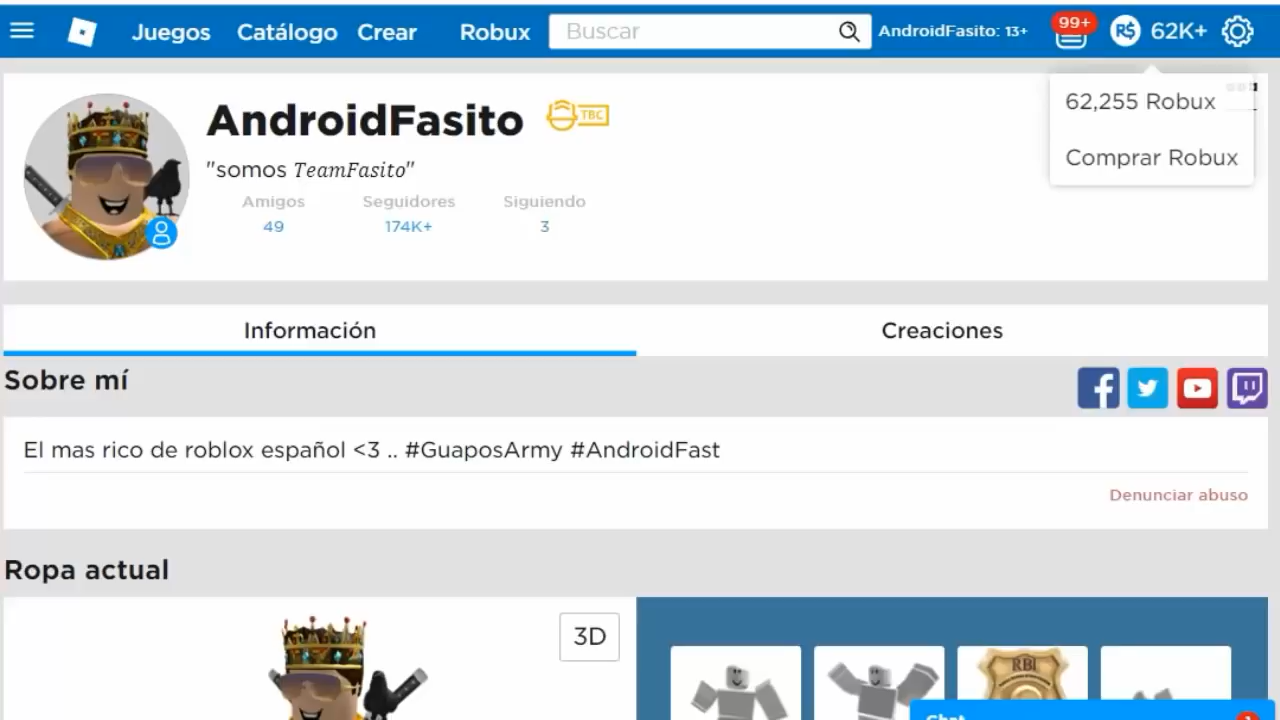 Juegos Catálogo Crear Robux Buscar AndroidFasito: 13+ 99+ R$ 62K+
62,255 Robux
Comprar Robux
AndroidFasito TBC
"somos TeamFasito"
Amigos Seguidores Siguiendo
49 174K+ 3
Información Creaciones
Sobre mí
El mas rico de roblox español <3 .. #GuaposArmy #AndroidFast
Denunciar abuso
Ropa actual
3D
RBI
Chat 1